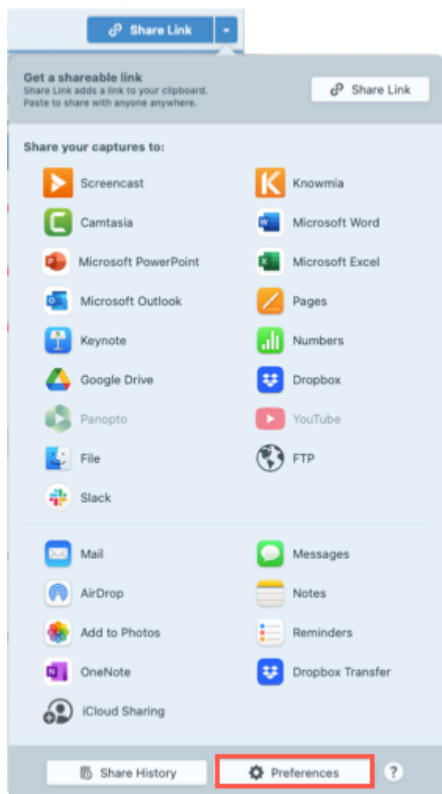 Share Link
Get a shareable link
Share Link adds a link to your clipboard.
Paste to share with anyone anywhere.
Share Link
Share your captures to:
Screencast
Knowmia
Camtasia
Microsoft Word
Microsoft PowerPoint
Microsoft Excel
Microsoft Outlook
Pages
Keynote
Numbers
Google Drive
Dropbox
Panopto
YouTube
File
FTP
Slack
Mail
Messages
AirDrop
Notes
Add to Photos
Reminders
OneNote
Dropbox Transfer
iCloud Sharing
Share History
Preferences
?